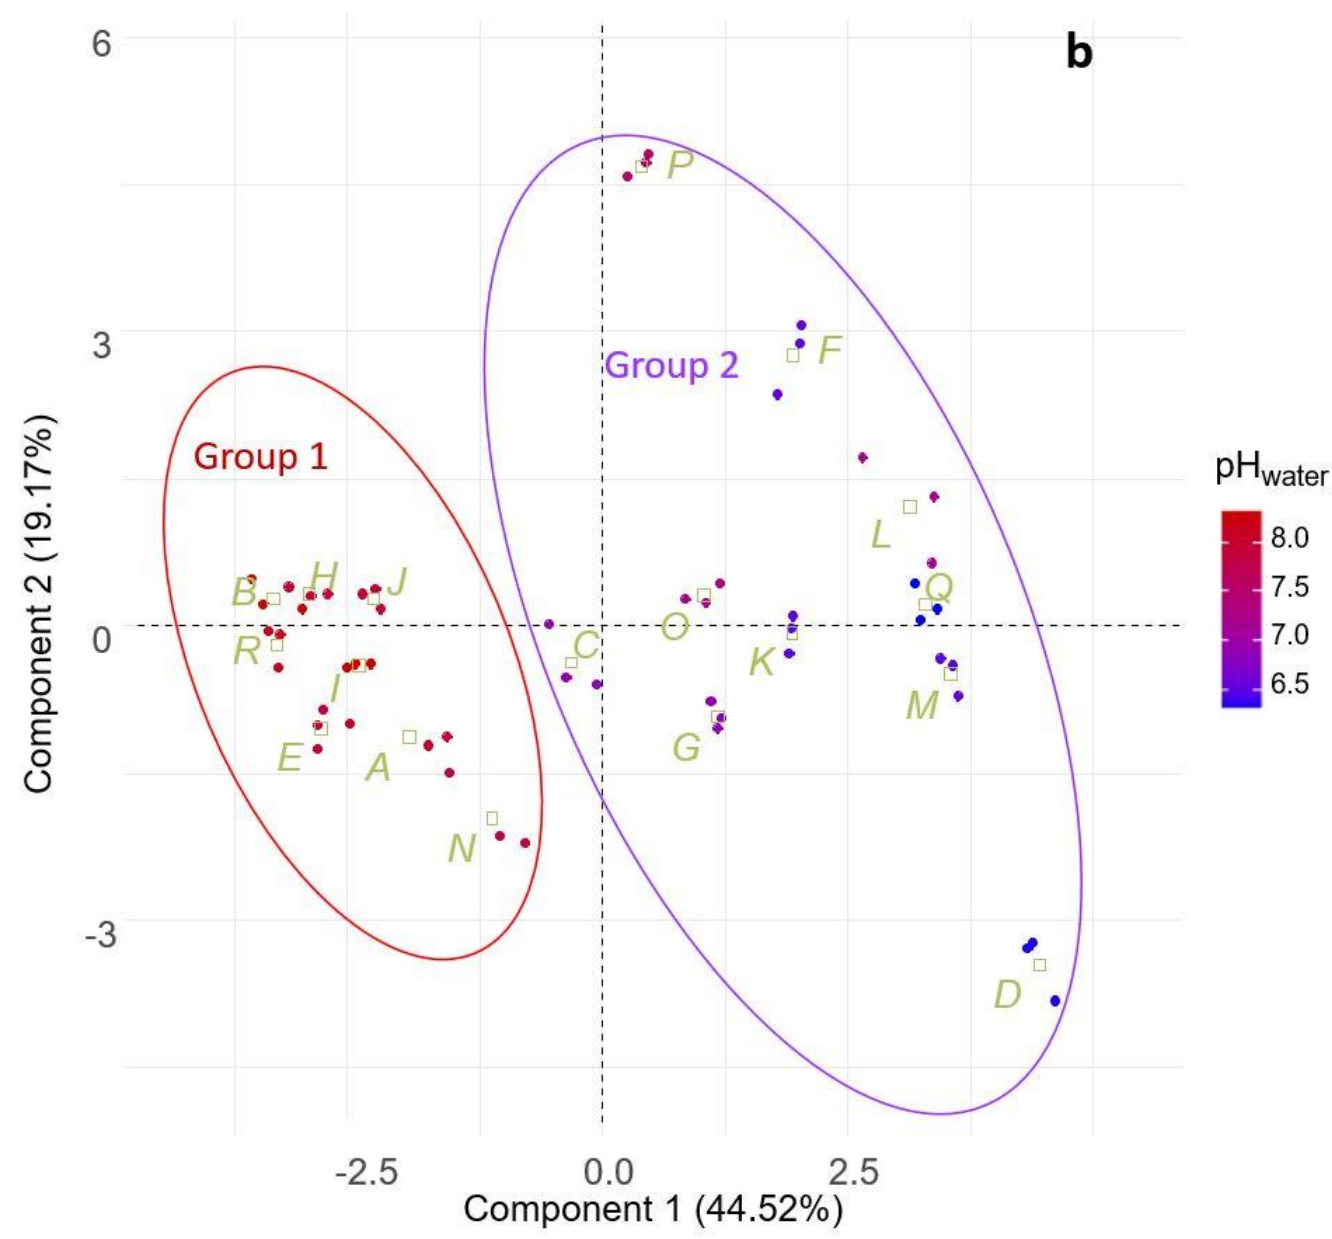 b
6
P
3
F
Group 2
Group 1
L
pHwater
8.0
7.5
7.0
6.5
B
H
J
Q
0
R
C
O
K
I
M
E
A
G
N
-3
D
-2.5
0.0
2.5
Component 1 (44.52%)
Component 2 (19.17%)